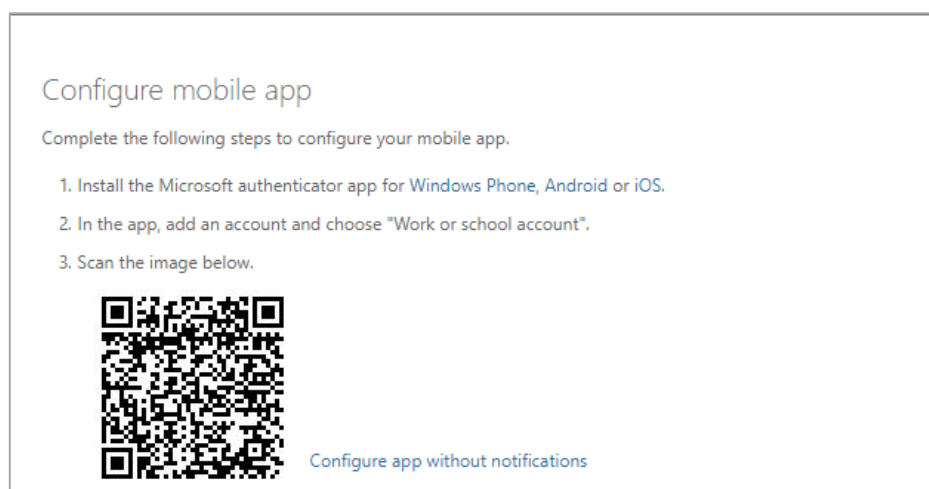 Configure mobile app
Complete the following steps to configure your mobile app.
1. Install the Microsoft authenticator app for Windows Phone, Android or iOS.
2. In the app, add an account and choose "Work or school account".
3. Scan the image below.
Configure app without notifications